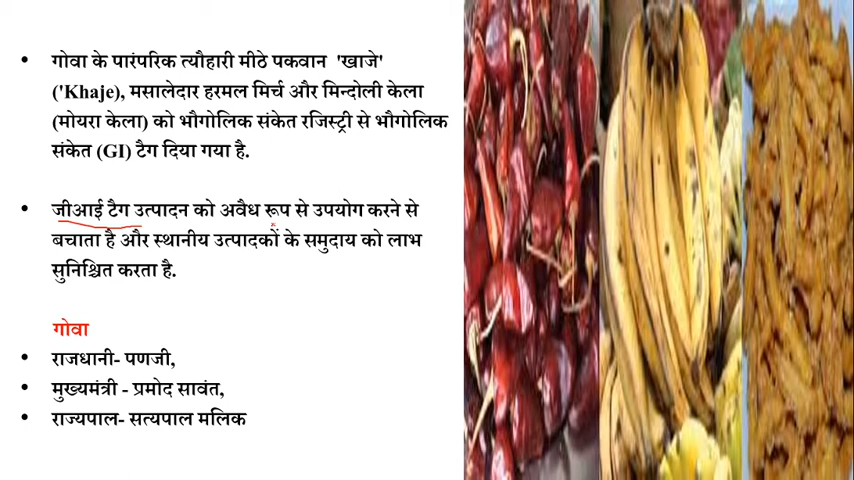 • गोवा के पारंपरिक त्यौहारी मीठे पकवान 'खाजे'
('Khaje), मसालेदार हरमल मिर्च और मिन्दोली केला
(मोयरा केला) को भौगोलिक संकेत रजिस्ट्री से भौगोलिक
संकेत (GI) टैग दिया गया है.
• जीआई टैग उत्पादन को अवैध रूप से उपयोग करने से
बचाता है और स्थानीय उत्पादकों के समुदाय को लाभ
सुनिश्चित करता है.
गोवा
• राजधानी- पणजी,
• मुख्यमंत्री - प्रमोद सावंत,
• राज्यपाल- सत्यपाल मलिक